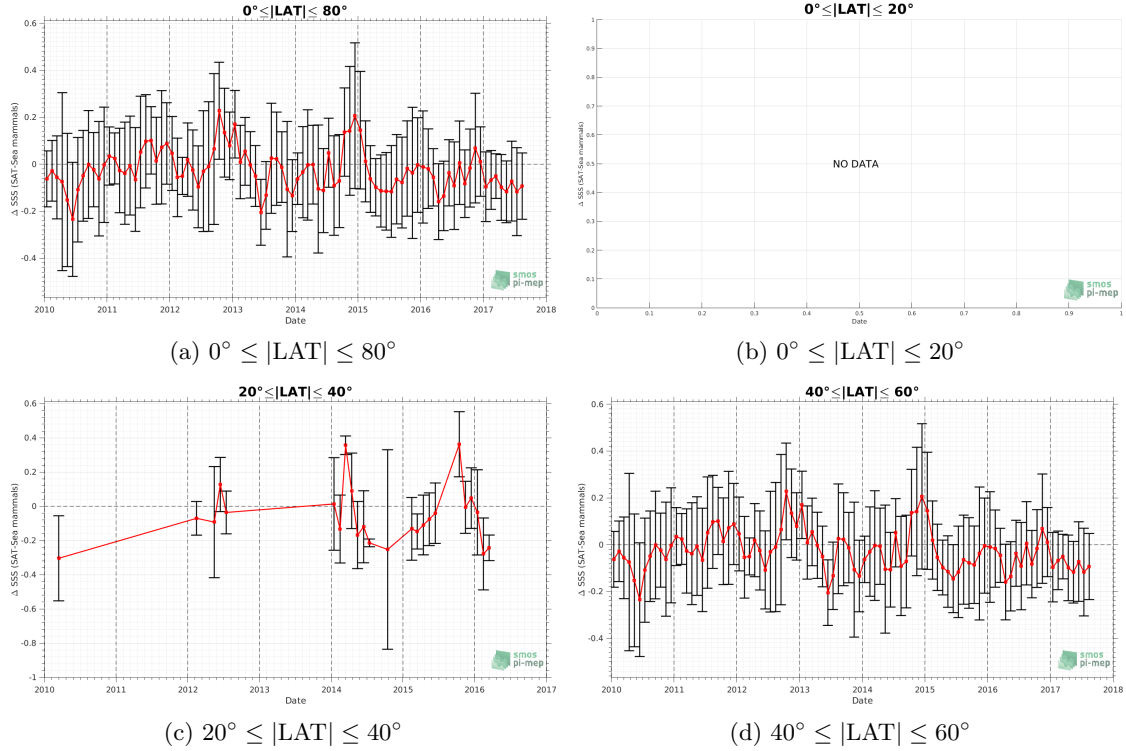 0°≤|LAT|≤ 80°
Δ SSS (SAT-Sea mammals)
0.6
0.4
0.2
0
-0.2
-0.4
2010 2011 2012 2013 2014 2015 2016 2017 2018
Date
smos
pi-mep
(a) 0° ≤ |LAT| ≤ 80°
0°≤|LAT|≤ 20°
Δ SSS (SAT-Sea mammals)
1
0.9
0.8
0.7
0.6
0.5
0.4
0.3
0.2
0.1
0
NO DATA
0 0.1 0.2 0.3 0.4 0.5 0.6 0.7 0.8 0.9 1
Date
smos
pi-mep
(b) 0° ≤ |LAT| ≤ 20°
20°≤|LAT|≤ 40°
Δ SSS (SAT-Sea mammals)
0.6
0.4
0.2
0
-0.2
-0.4
-0.6
-0.8
-1
2010 2011 2012 2013 2014 2015 2016 2017
Date
smos
pi-mep
(c) 20° ≤ |LAT| ≤ 40°
40°≤|LAT|≤ 60°
Δ SSS (SAT-Sea mammals)
0.6
0.4
0.2
0
-0.2
-0.4
2010 2011 2012 2013 2014 2015 2016 2017 2018
Date
smos
pi-mep
(d) 40° ≤ |LAT| ≤ 60°